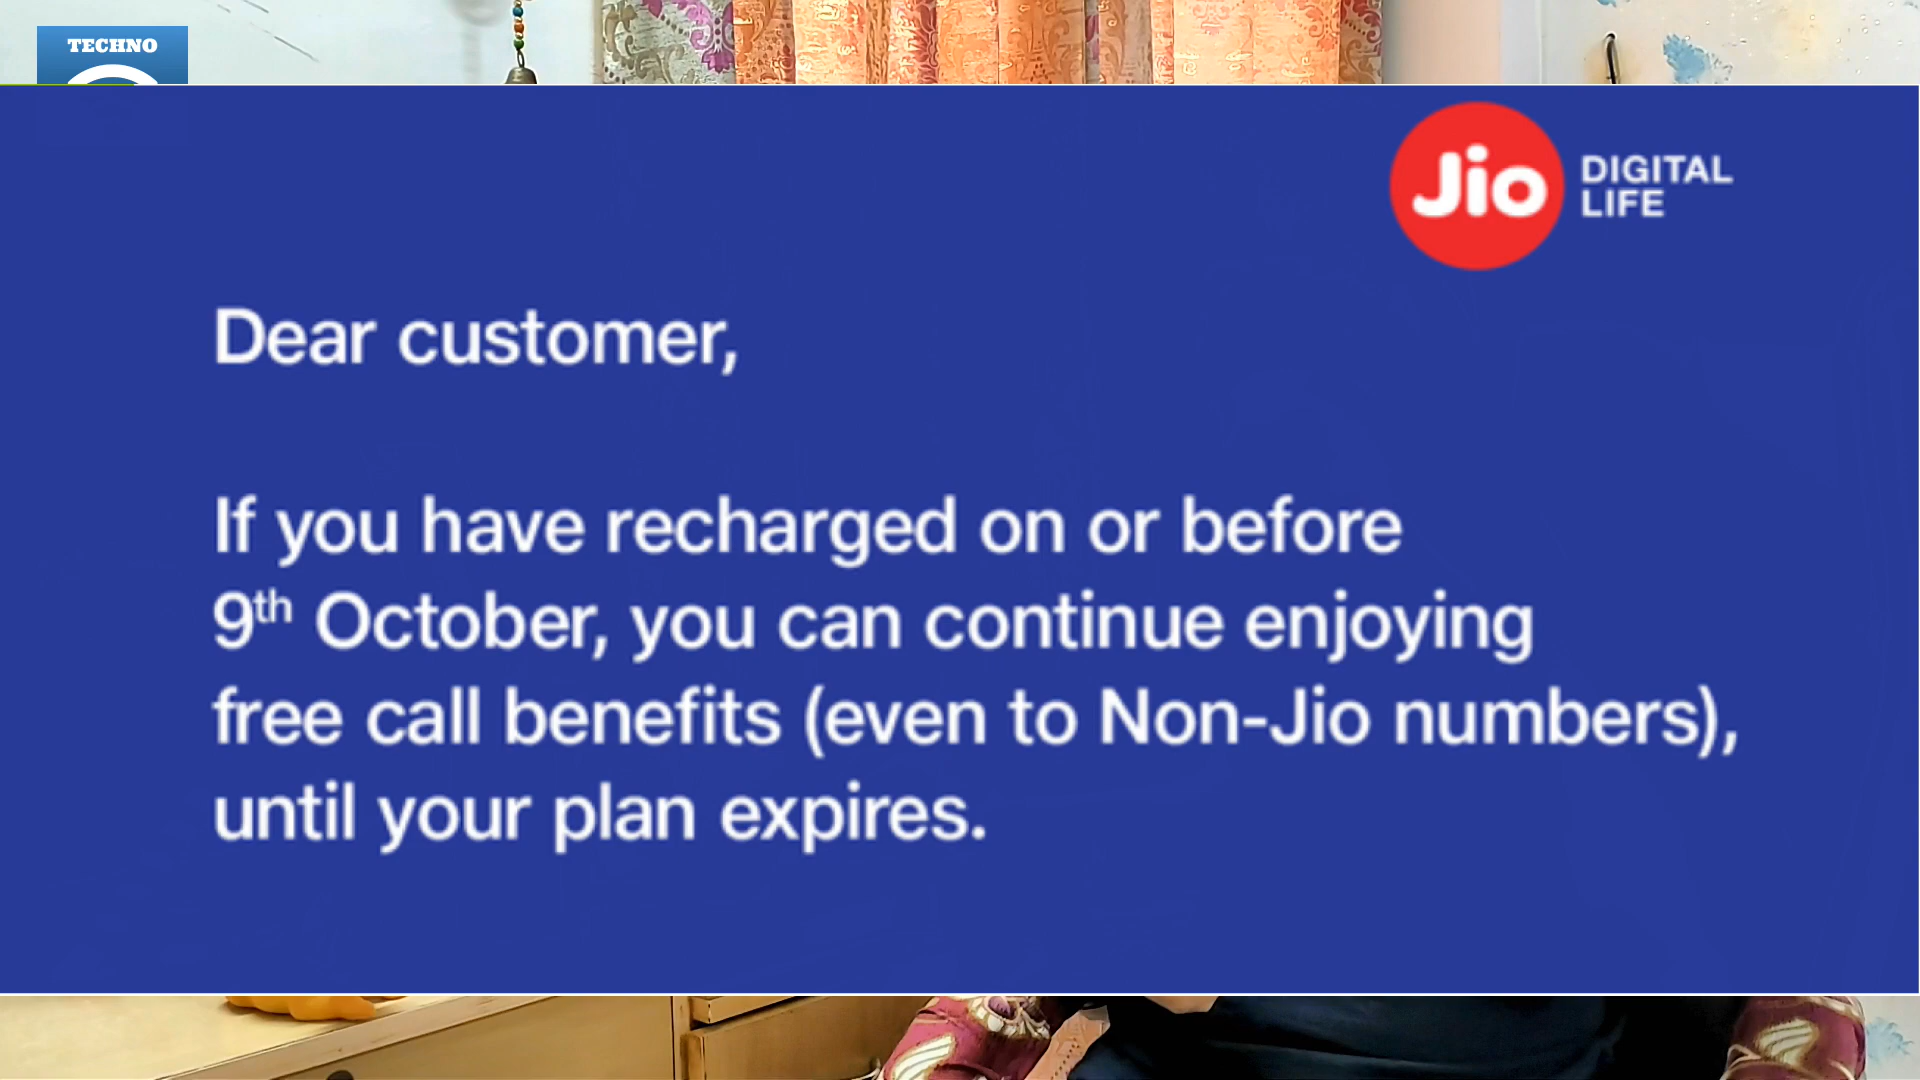 TECHNO
Jio
DIGITAL
LIFE
Dear customer,
If you have recharged on or before
9th October, you can continue enjoying
free call benefits (even to Non-Jio numbers),
until your plan expires.